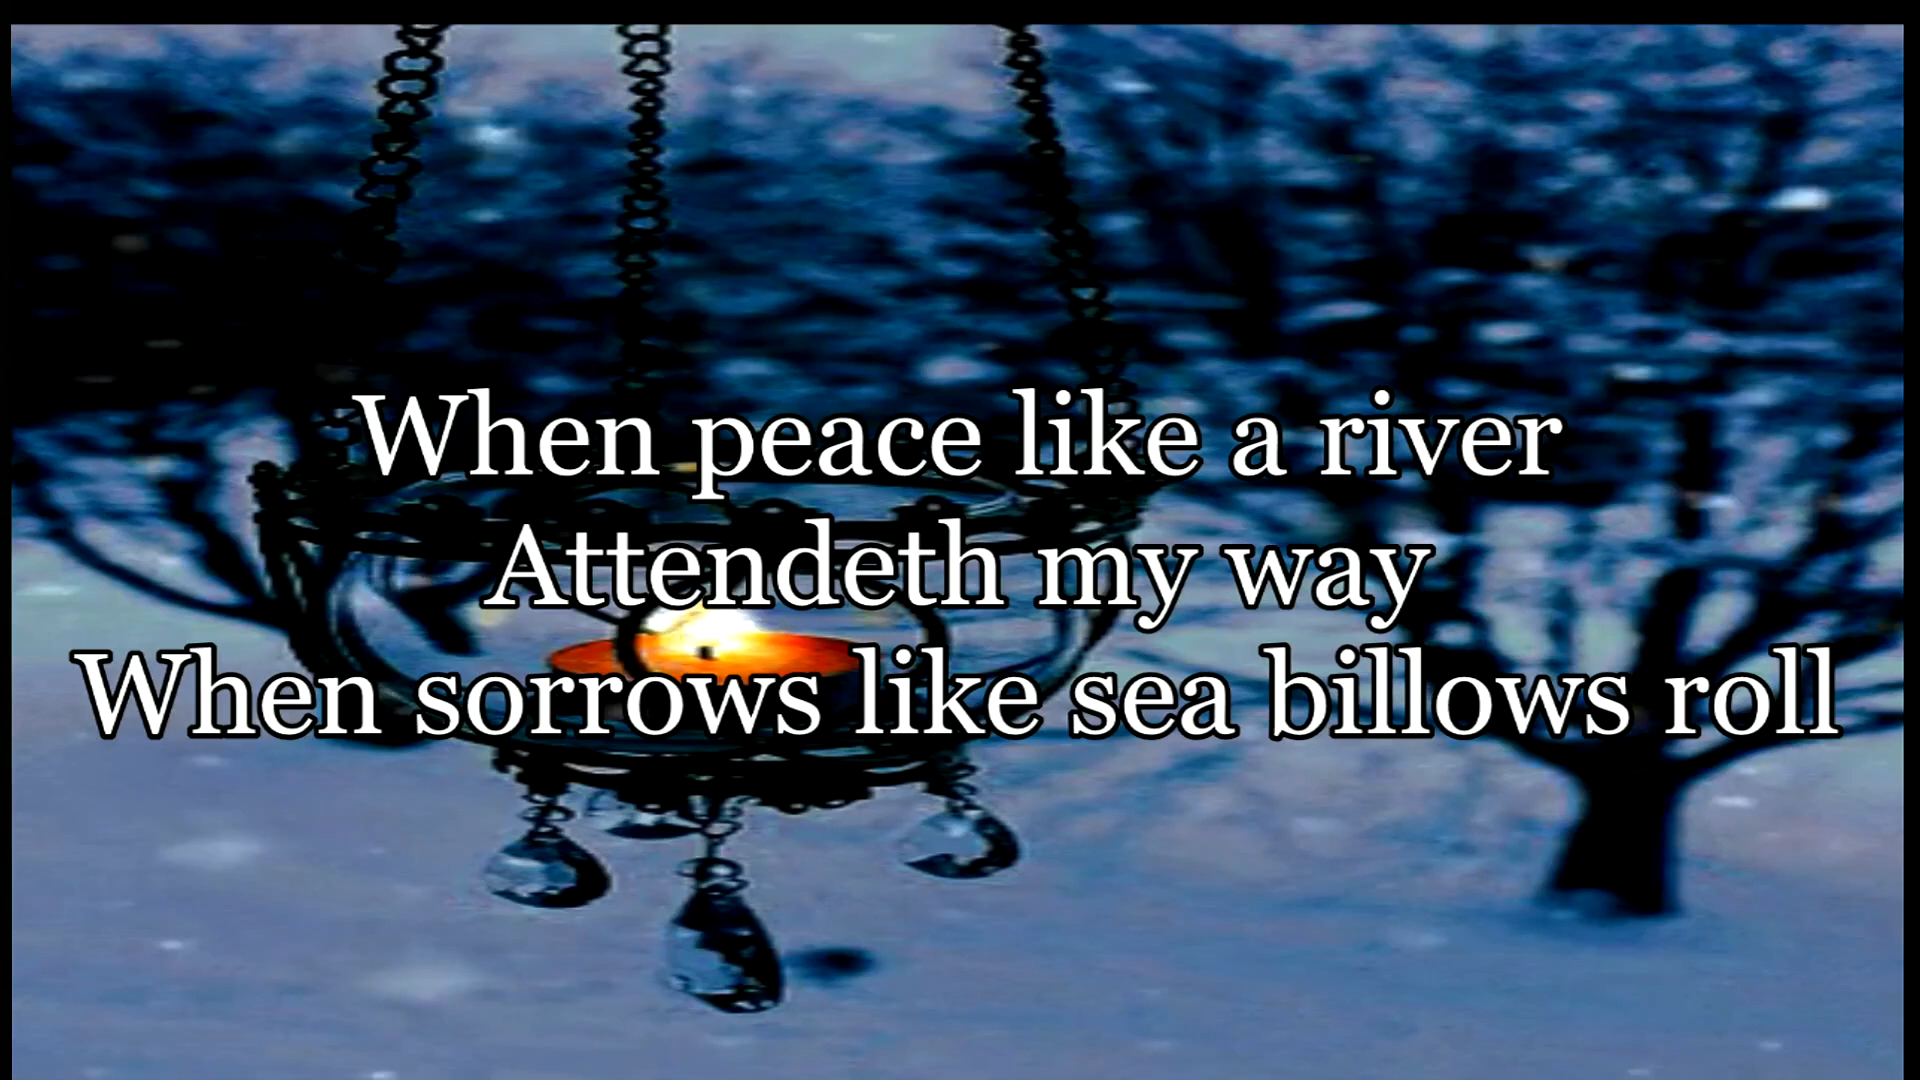 When peace like a river
Attendeth my way
When sorrows like sea billows roll